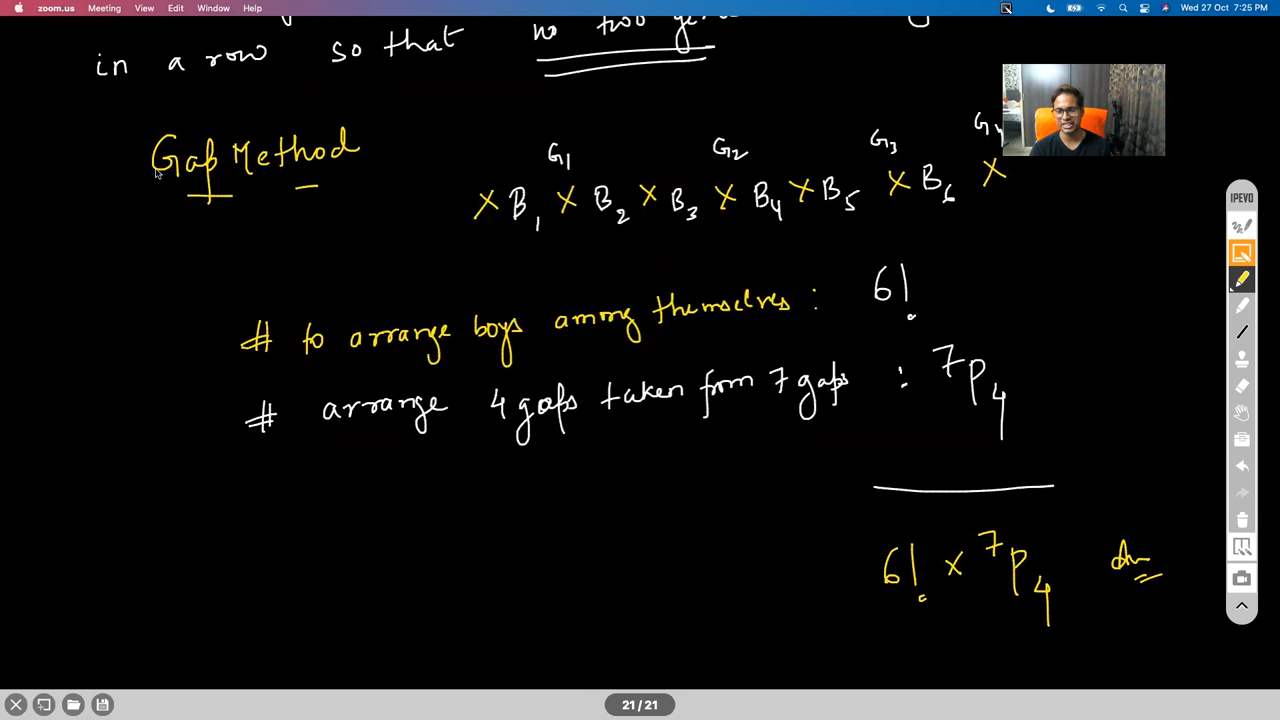 zoom.us Meeting View Edit Window Help Wed 27 Oct 7:25 PM
in a row so that no two
Gap Method
G1 G2 G3 G4
× B1 × B2 × B3 × B4 × B5 × B6 ×
IPEVO
# to arrange boys among themselves : 6!
# arrange 4 gaps taken from 7 gaps : ⁷P₄
6! × ⁷P₄ Ans
21 / 21